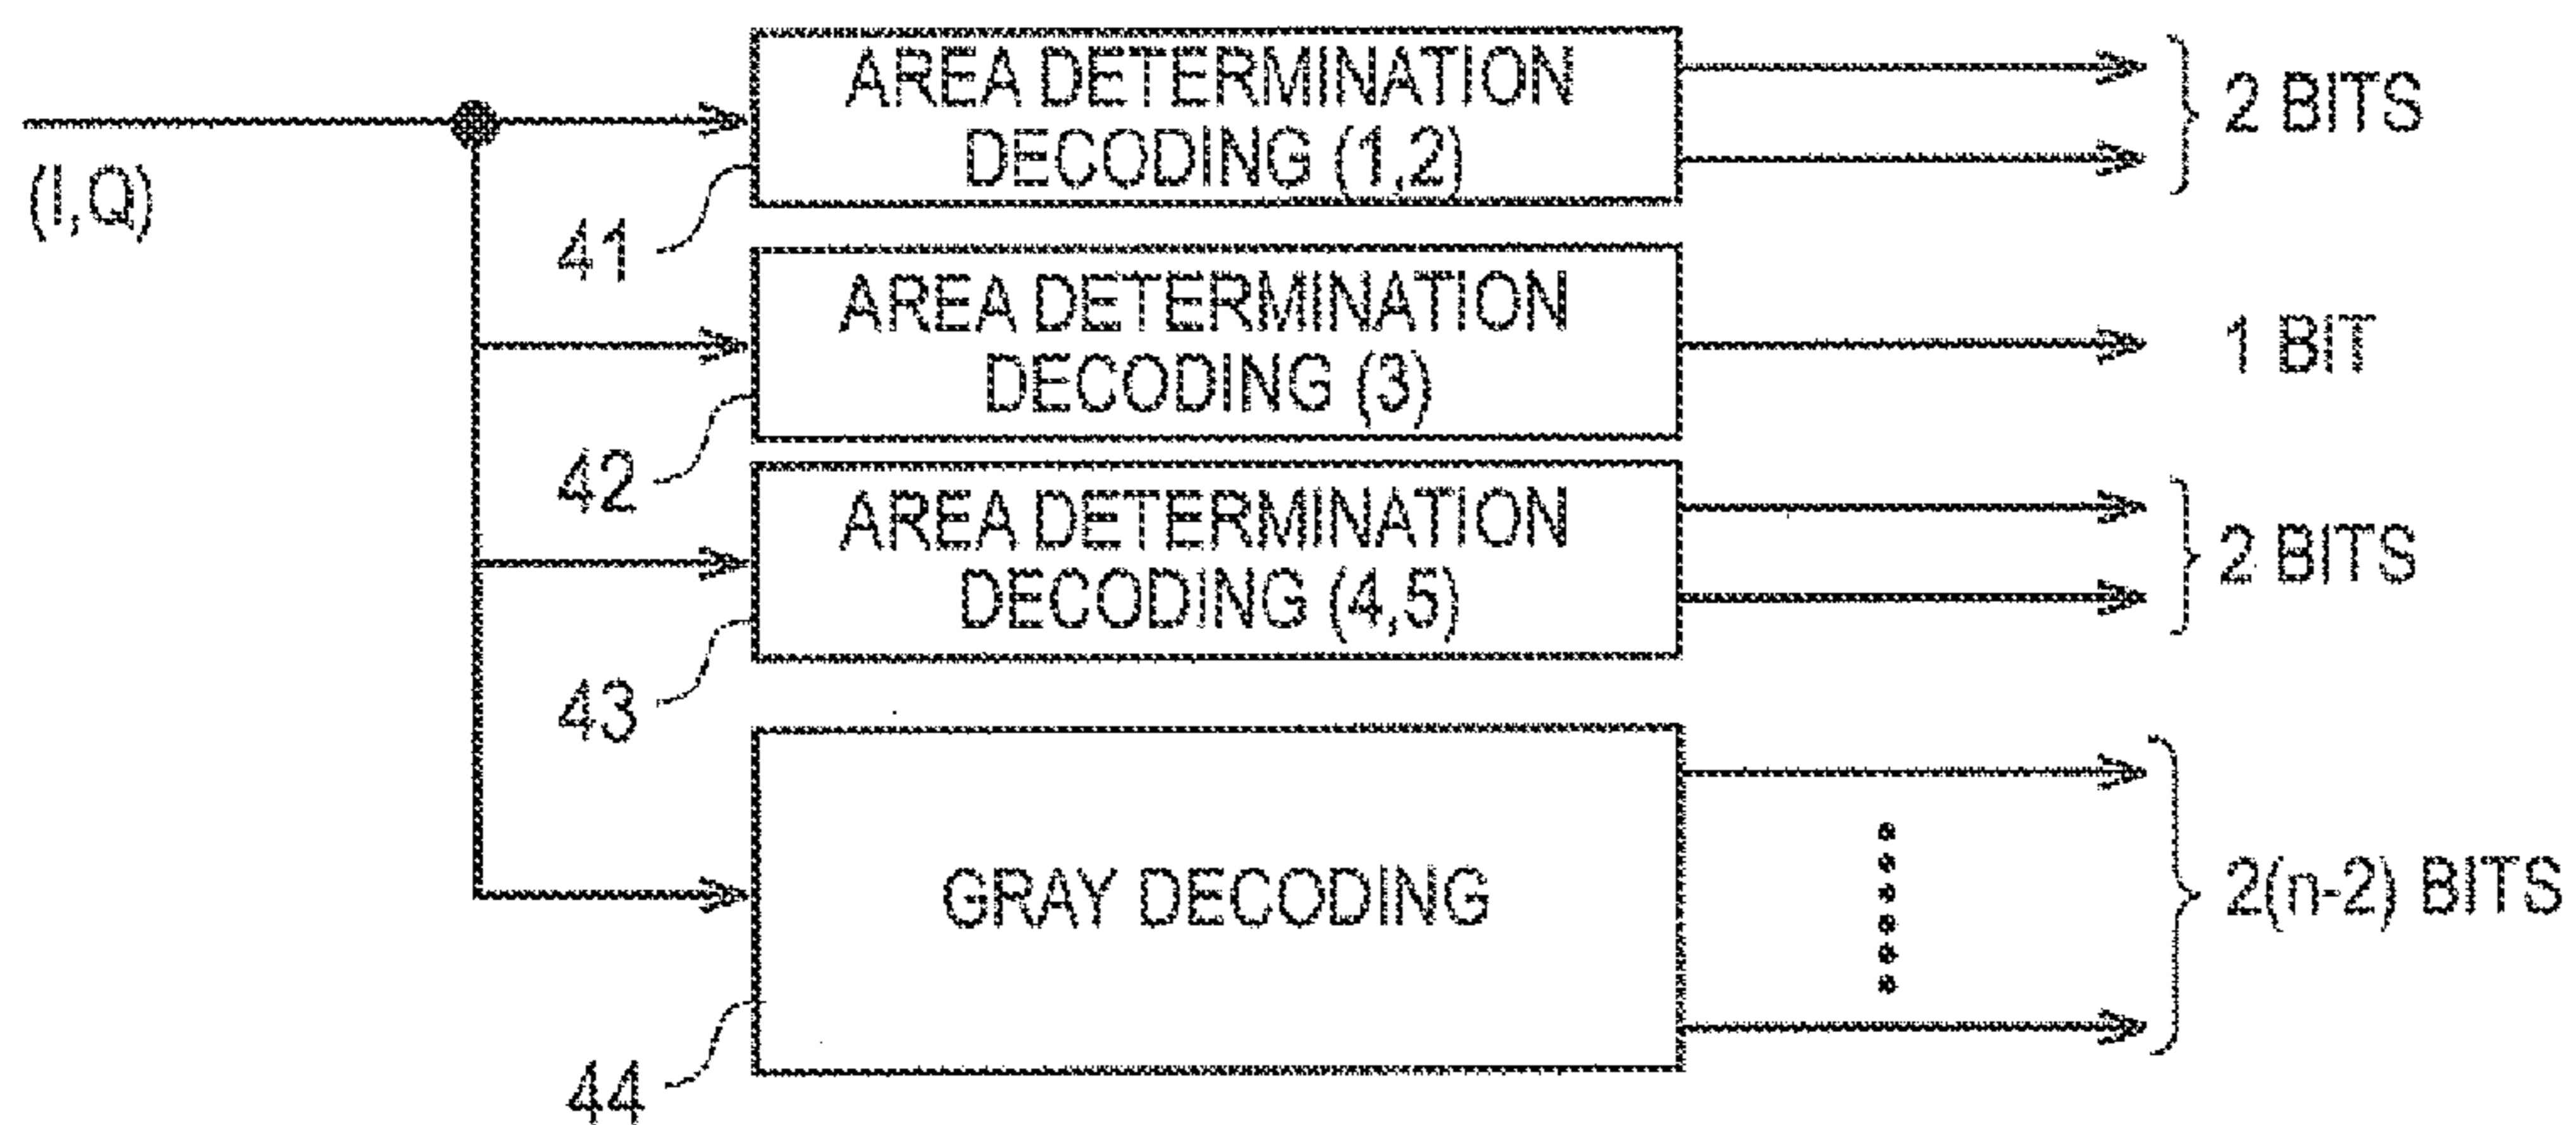 AREA DETERMINATION
DECODING (1,2)
2 BITS
(I,Q)
41
AREA DETERMINATION
DECODING (3)
1 BIT
42
AREA DETERMINATION
DECODING (4,5)
2 BITS
43
GRAY DECODING
2(n-2) BITS
44